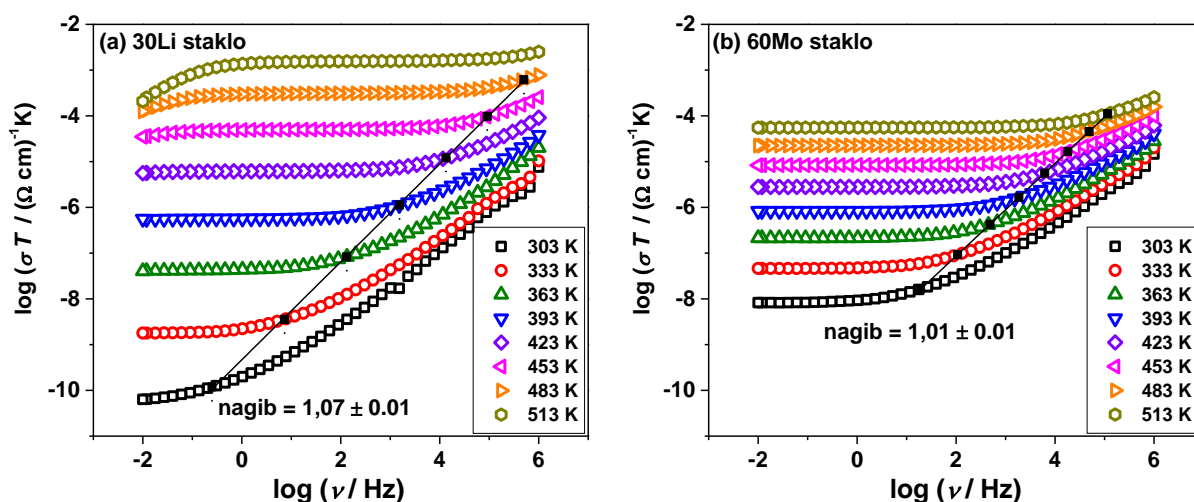 (a) 30Li staklo
log (σ T / (Ω cm)⁻¹K)
-2
-4
-6
-8
-10
303 K
333 K
363 K
393 K
423 K
453 K
483 K
513 K
nagib = 1,07 ± 0.01
-2 0 2 4 6
log (ν / Hz)
(b) 60Mo staklo
log (σ T / (Ω cm)⁻¹K)
-2
-4
-6
-8
-10
303 K
333 K
363 K
393 K
423 K
453 K
483 K
513 K
nagib = 1,01 ± 0.01
-2 0 2 4 6
log (ν / Hz)